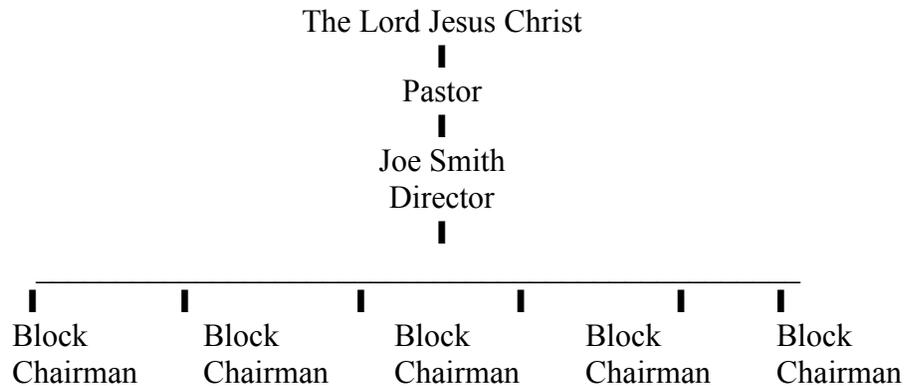 The Lord Jesus Christ
Pastor
Joe Smith
Director
Block Block Block Block Block
Chairman Chairman Chairman Chairman Chairman